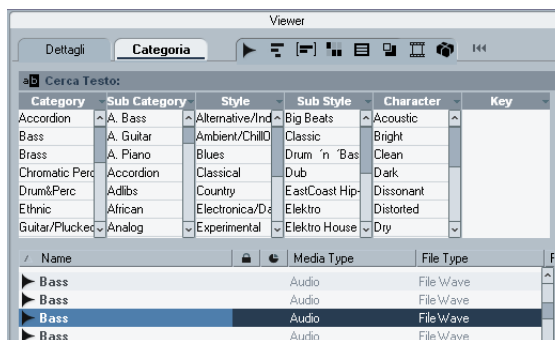 Viewer
Dettagli Categoria
ab Cerca Testo:
Category Sub Category Style Sub Style Character Key
Accordion A. Bass Alternative/Ind Big Beats Acoustic
Bass A. Guitar Ambient/ChillO Classic Bright
Brass A. Piano Blues Drum ´n ´Bas Clean
Chromatic Perc Accordion Classical Dub Dark
Drum&Perc Adlibs Country EastCoast Hip- Dissonant
Ethnic African Electronica/Da Elektro Distorted
Guitar/Plucked Analog Experimental Elektro House Dry
Name Media Type File Type F
Bass Audio File Wave
Bass Audio File Wave
Bass Audio File Wave
Bass Audio File Wave